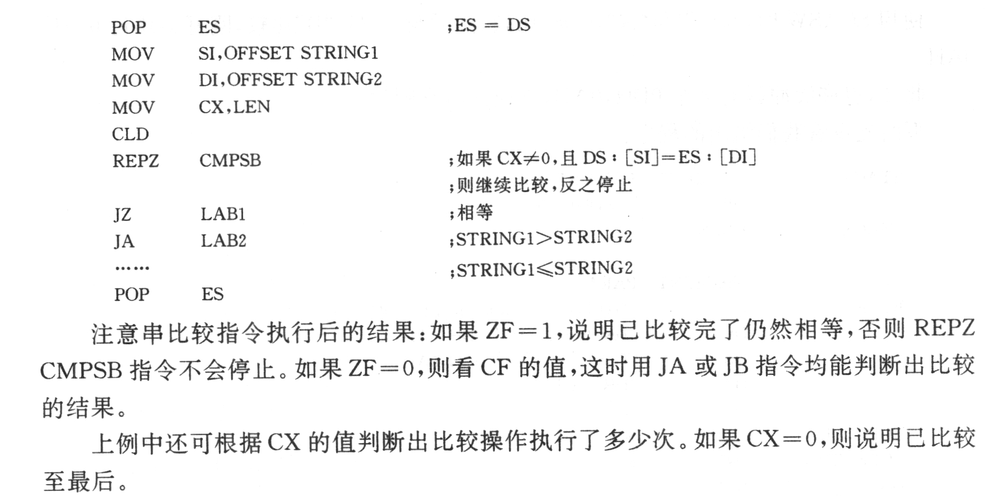 POP ES ;ES = DS
MOV SI,OFFSET STRING1
MOV DI,OFFSET STRING2
MOV CX,LEN
CLD
REPZ CMPSB ;如果 CX≠0,且 DS:[SI]=ES:[DI]
;则继续比较,反之停止
JZ LAB1 ;相等
JA LAB2 ;STRING1>STRING2
…… ;STRING1⩽STRING2
POP ES
注意串比较指令执行后的结果:如果 ZF=1,说明已比较完了仍然相等,否则 REPZ
CMPSB 指令不会停止。如果 ZF=0,则看 CF 的值,这时用 JA 或 JB 指令均能判断出比较
的结果。
上例中还可根据 CX 的值判断出比较操作执行了多少次。如果 CX=0,则说明已比较
至最后。